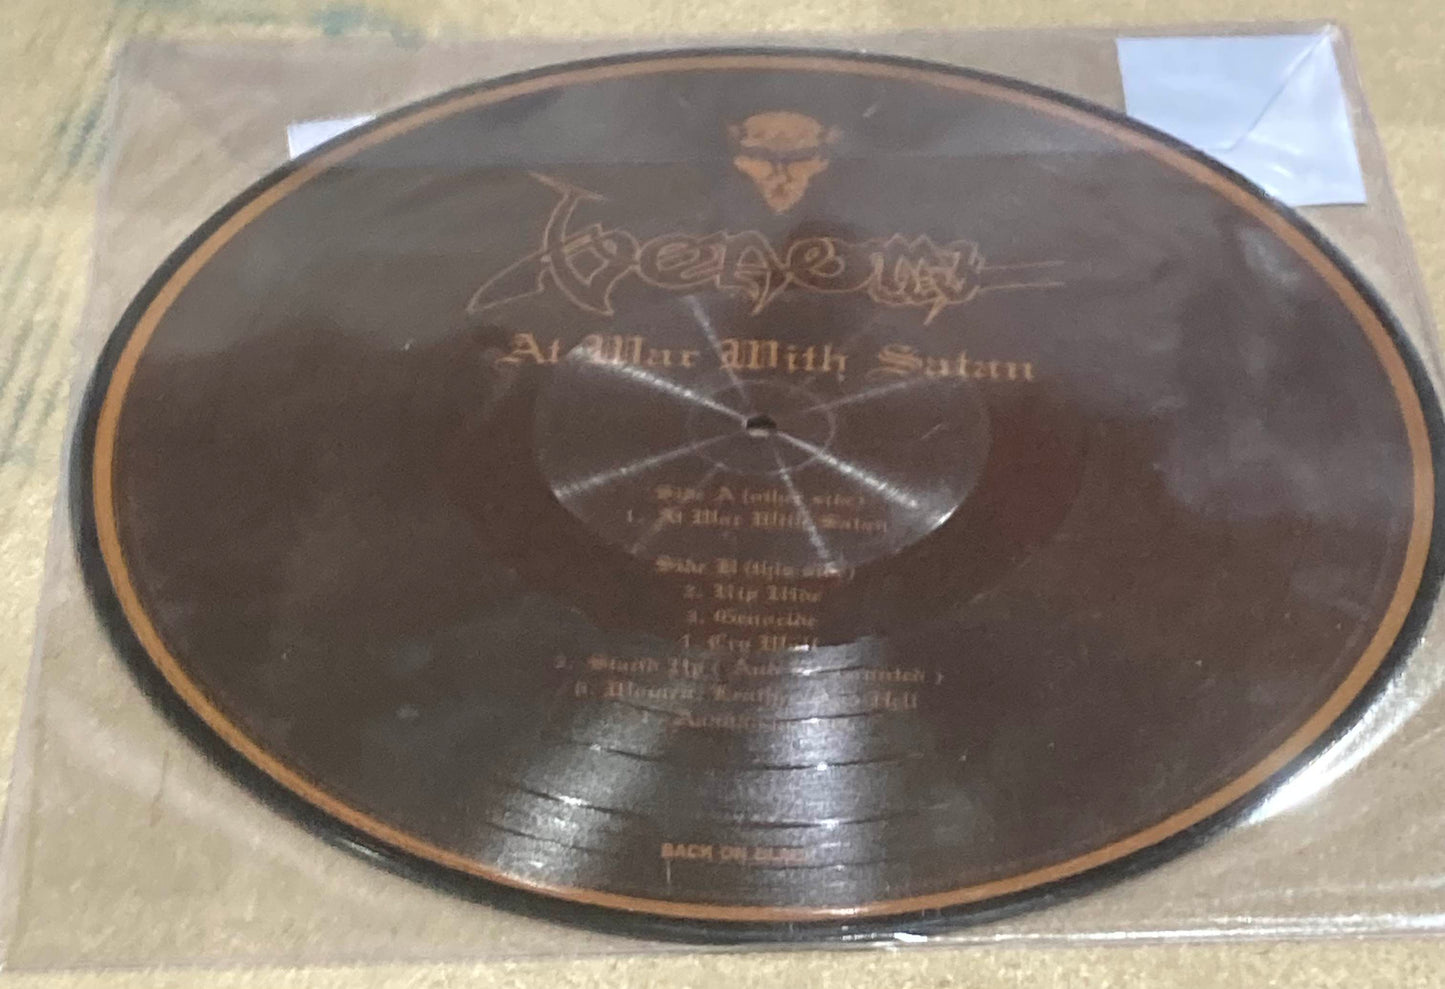 Venom
At War With Satan
Side A (other side)
1. At War With Satan
Side B (this side)
2. Rip Ride
3. Genocide
4. Cry Wolf
5. Stand Up ( And Be Counted )
6. Women, Leather And Hell
BACK ON BLACK